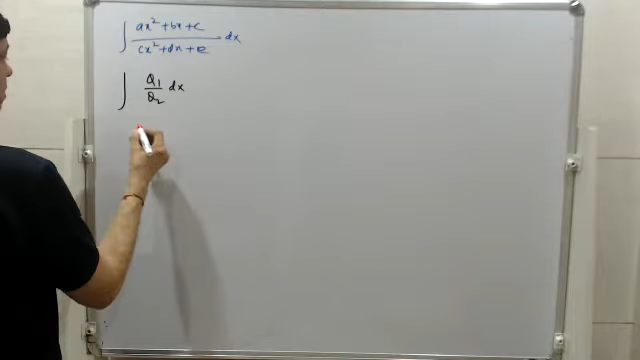 ∫ ax² + bx + c / cx² + dx + e dx
∫ Q₁ / Q₂ dx